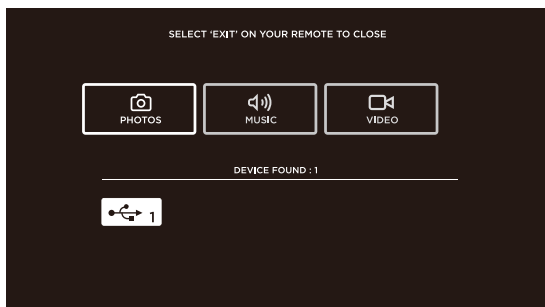 SELECT 'EXIT' ON YOUR REMOTE TO CLOSE
PHOTOS
MUSIC
VIDEO
DEVICE FOUND : 1
1